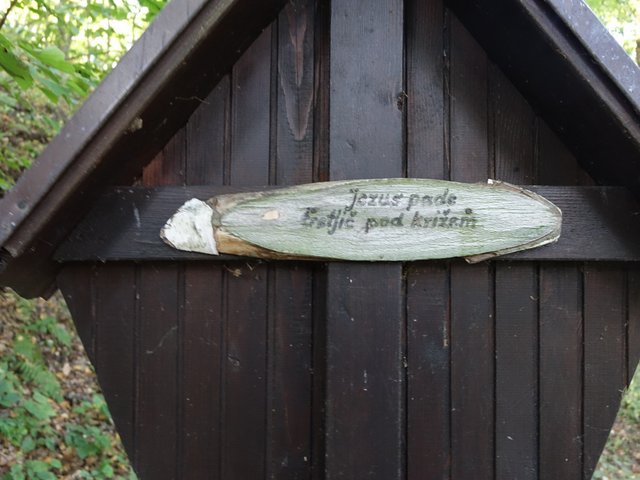 Jezus pade
tretjič pod križem